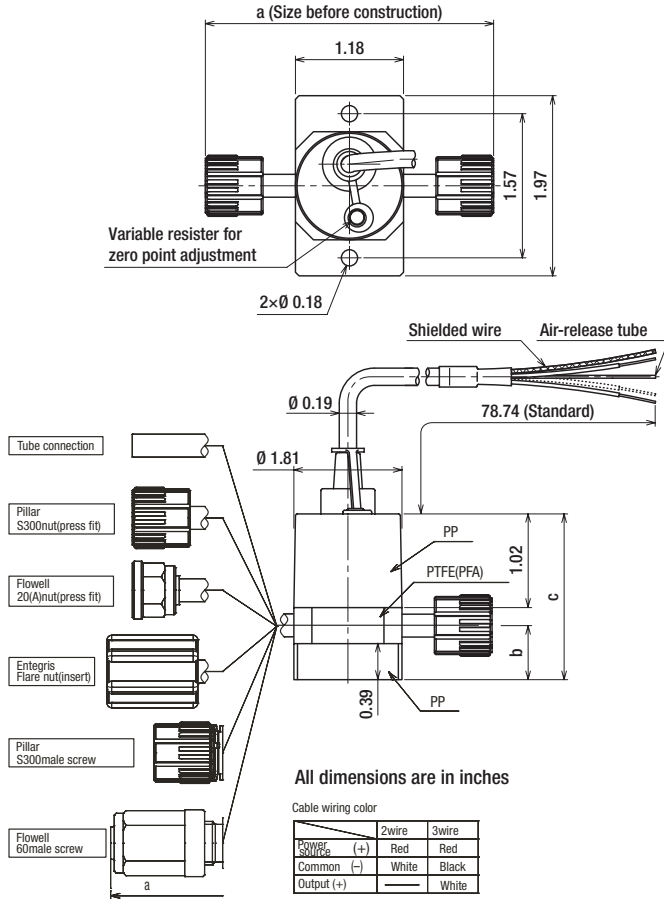 a (Size before construction)
1.18
1.57
1.97
Variable resister for
zero point adjustment
2×Ø 0.18
Shielded wire
Air-release tube
Ø 0.19
78.74 (Standard)
Ø 1.81
Tube connection
Pillar
S300nut(press fit)
Flowell
20(A)nut(press fit)
Entegris
Flare nut(insert)
Pillar
S300male screw
Flowell
60male screw
a
PP
PTFE(PFA)
1.02
c
b
0.39
PP
All dimensions are in inches
Cable wiring color
2wire 3wire
Power source (+) Red Red
Common (–) White Black
Output (+) —— White